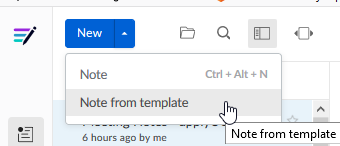 New
Note
Ctrl + Alt + N
Note from template
Note from template
6 hours ago by me